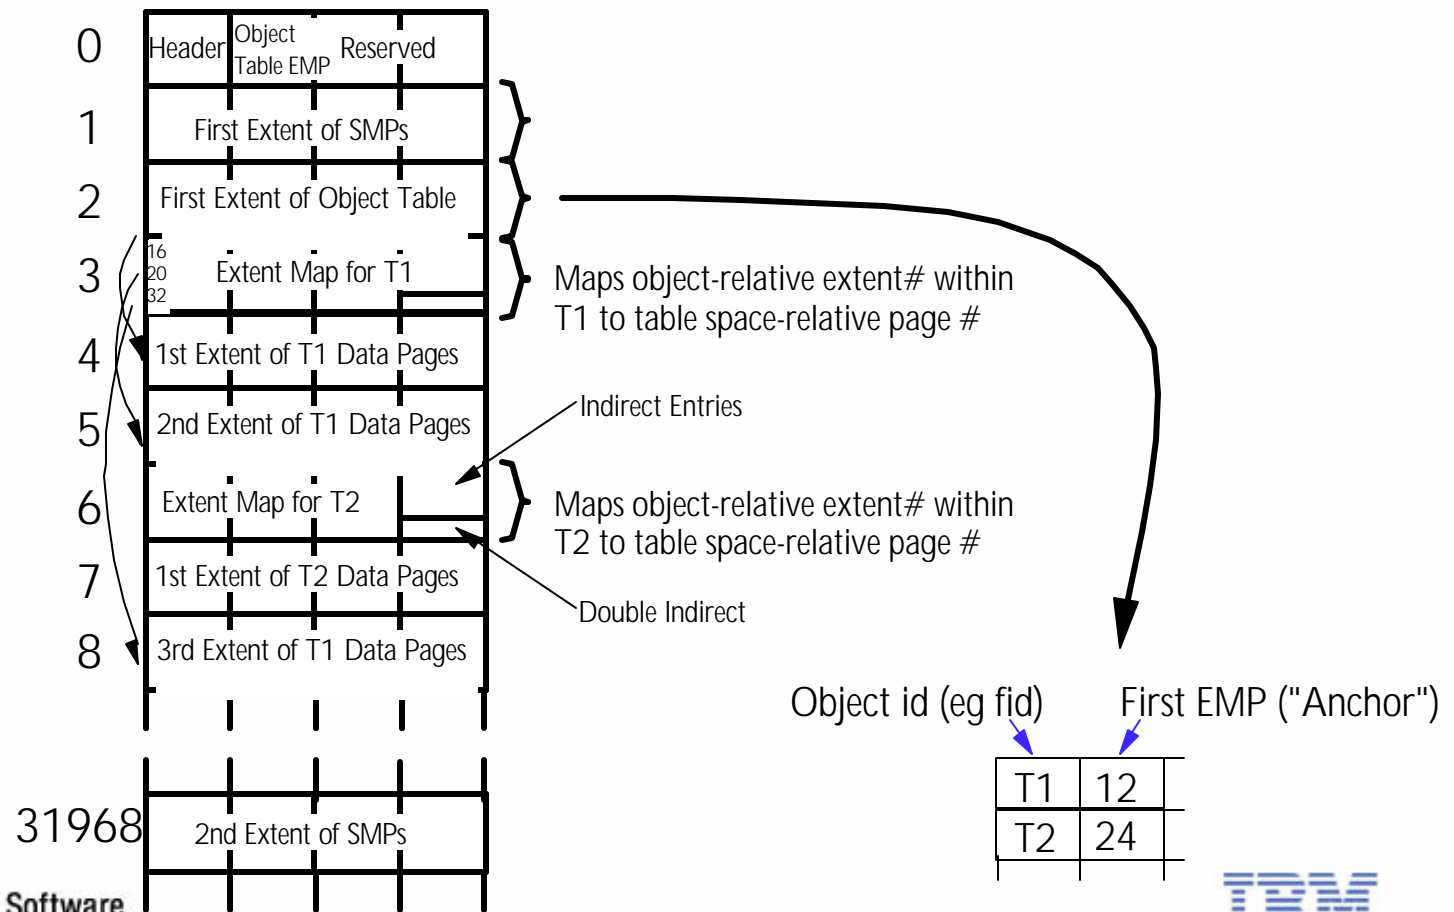 0
Header
Object
Table EMP
Reserved
1
First Extent of SMPs
2
First Extent of Object Table
3
16
20
32
Extent Map for T1
Maps object-relative extent# within
T1 to table space-relative page #
4
1st Extent of T1 Data Pages
5
2nd Extent of T1 Data Pages
Indirect Entries
6
Extent Map for T2
Maps object-relative extent# within
T2 to table space-relative page #
7
1st Extent of T2 Data Pages
Double Indirect
8
3rd Extent of T1 Data Pages
Object id (eg fid)
First EMP ("Anchor")
T1 12
T2 24
31968
2nd Extent of SMPs
Software
IBM